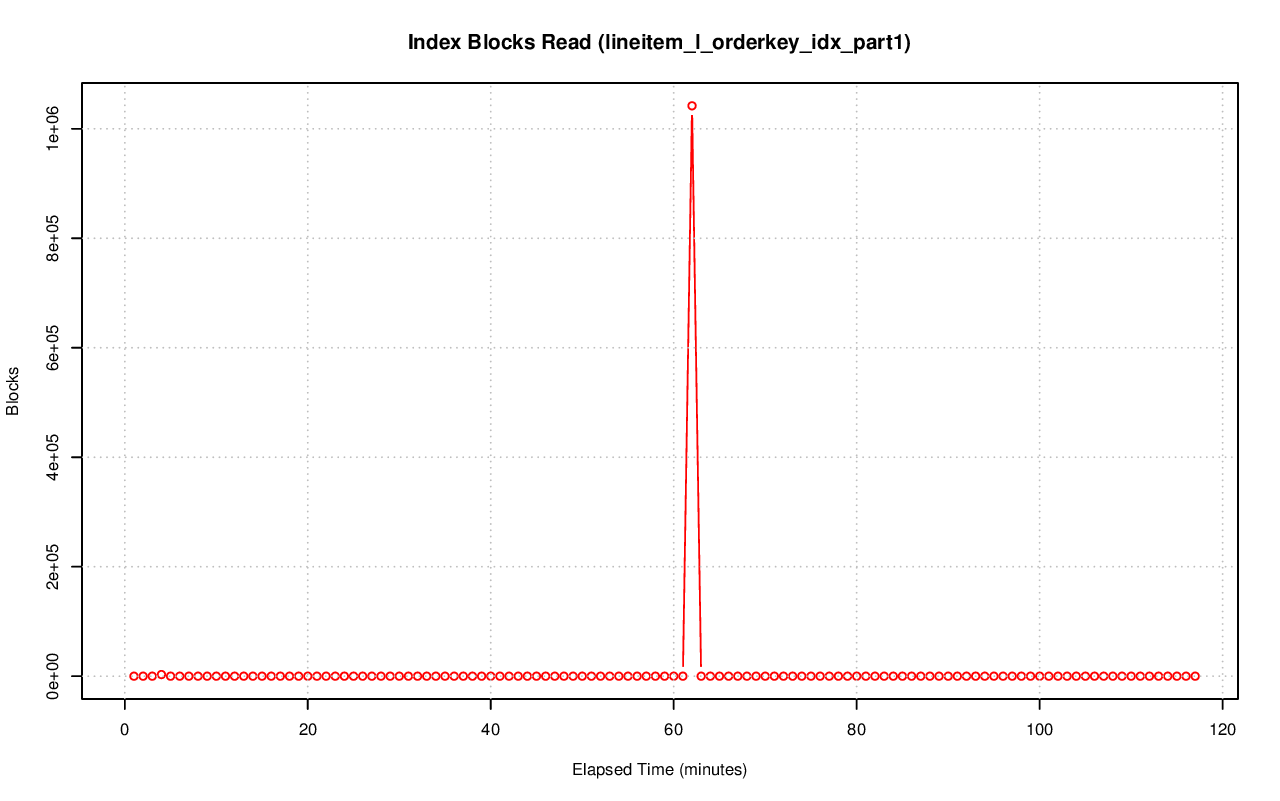 Index Blocks Read (lineitem_l_orderkey_idx_part1)
1e+06
8e+05
6e+05
4e+05
2e+05
0e+00
Blocks
0 20 40 60 80 100 120
Elapsed Time (minutes)